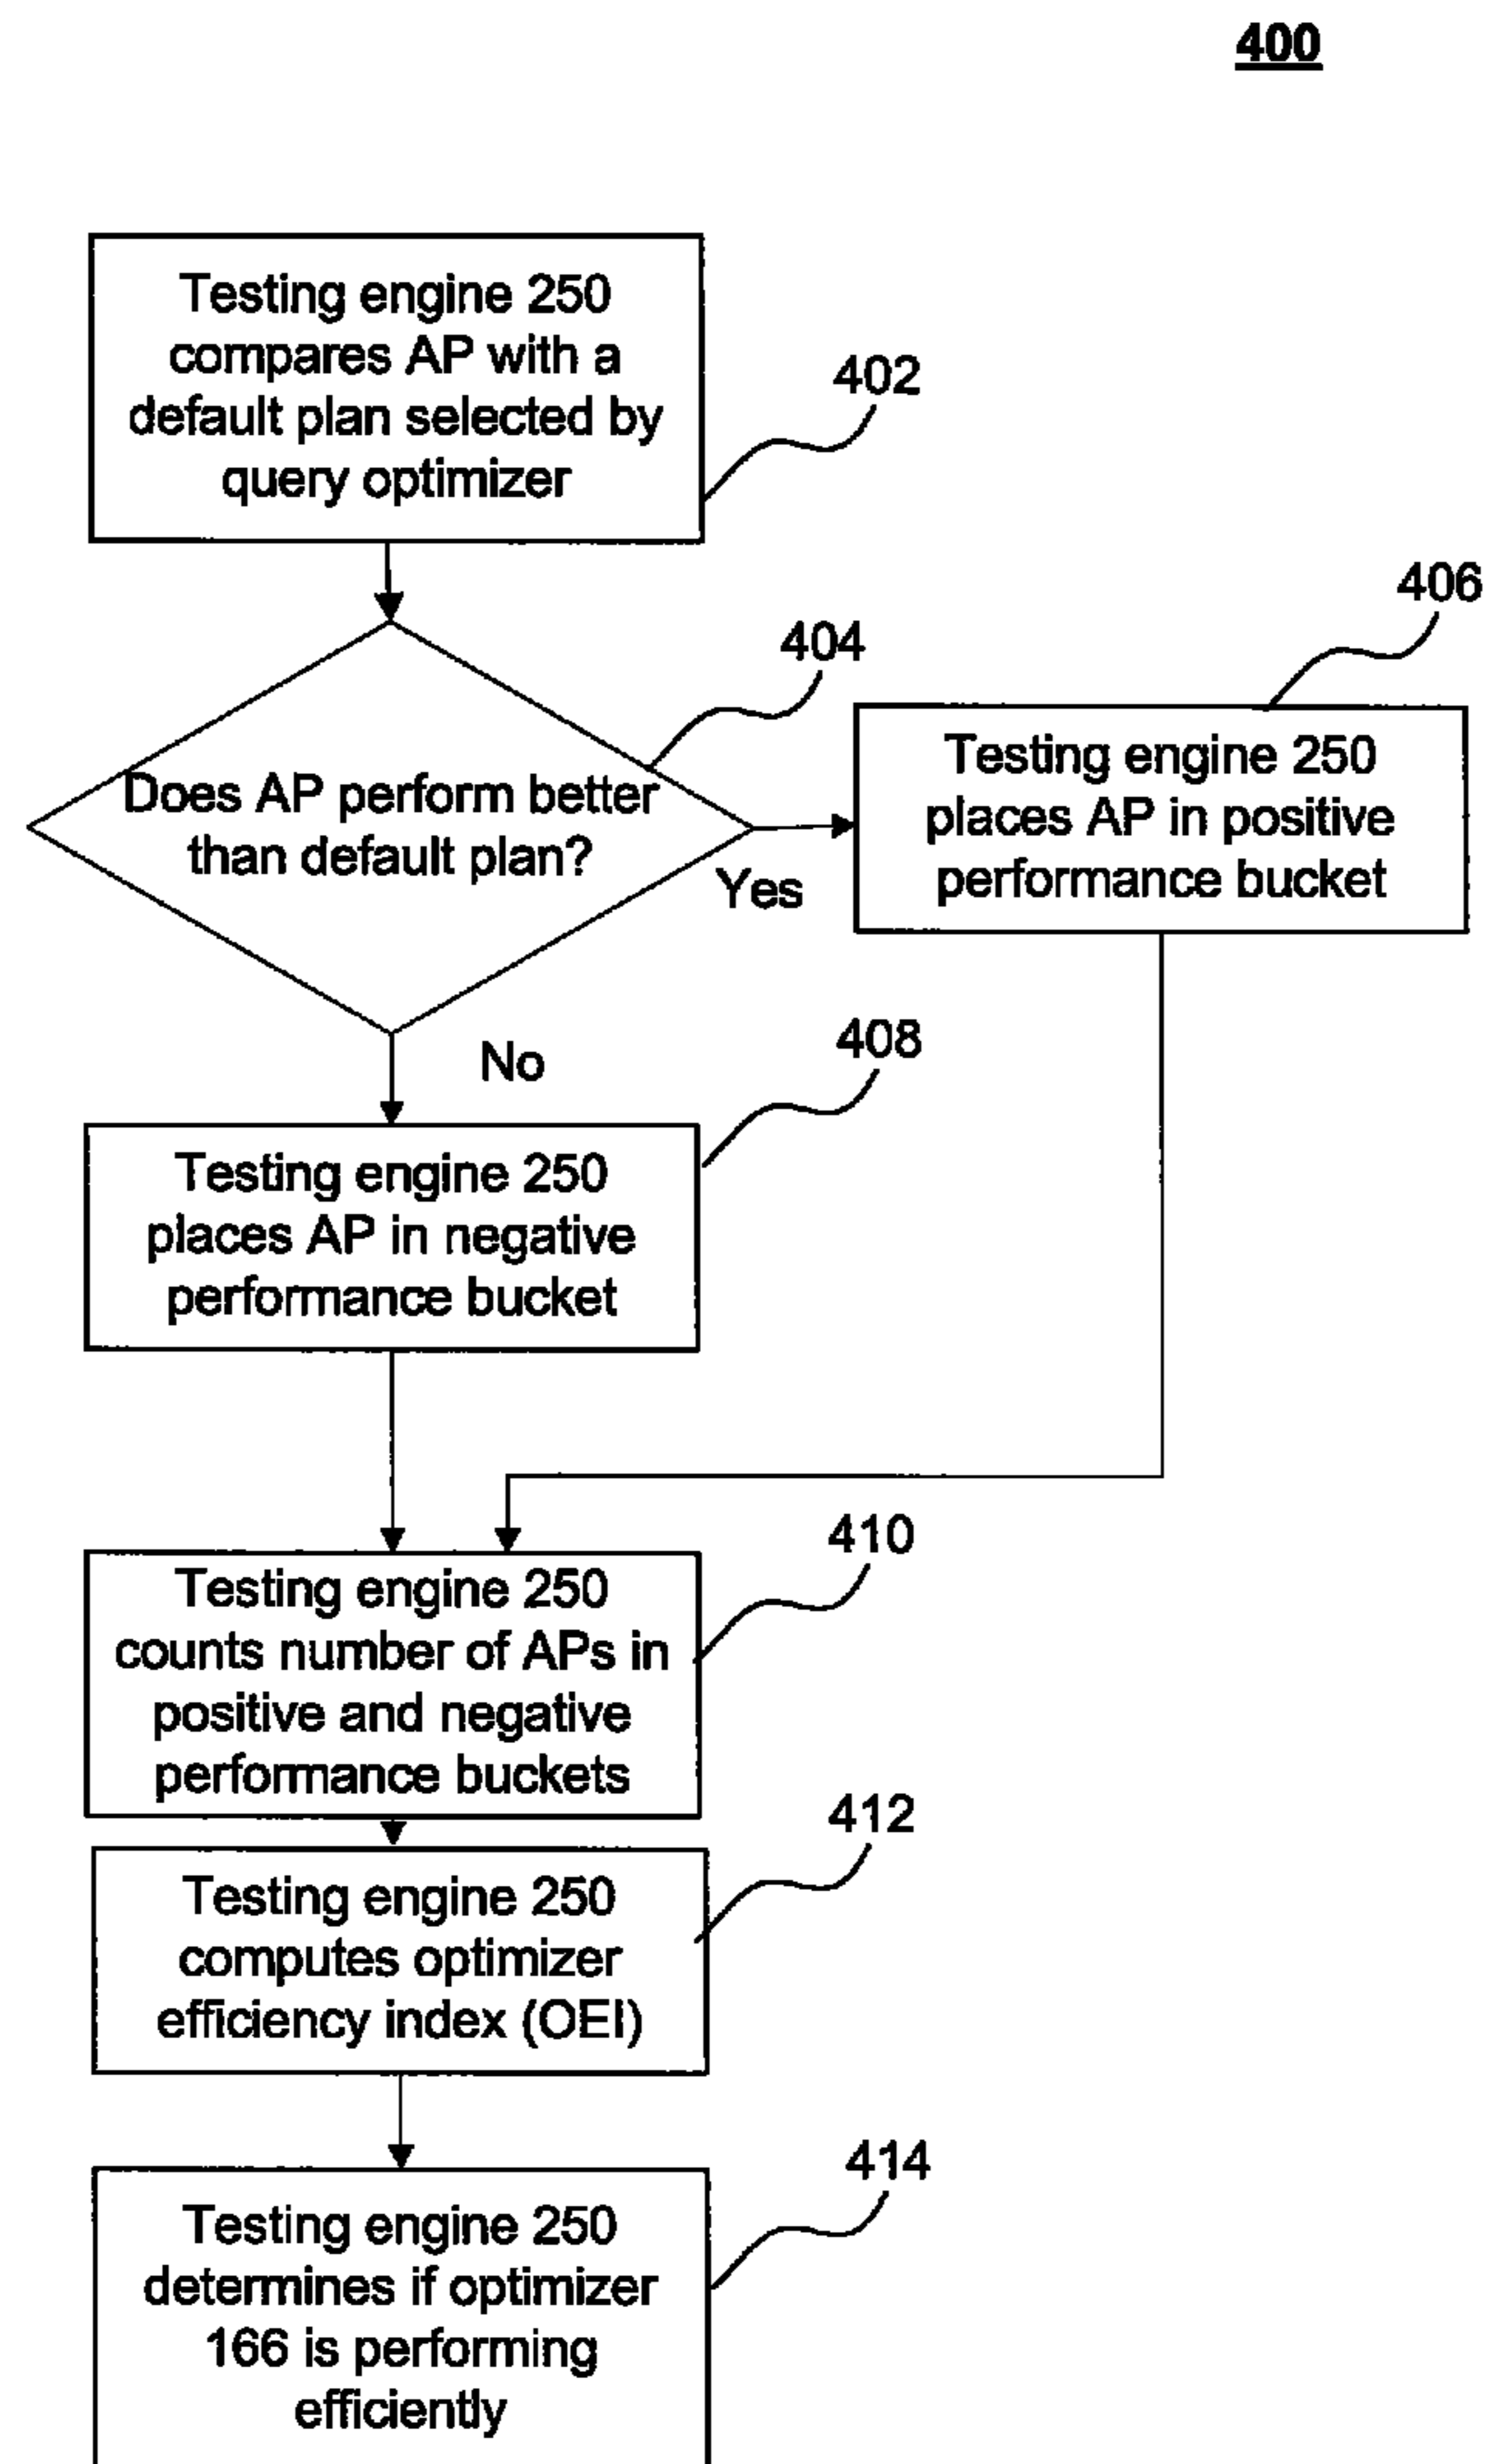 400
Testing engine 250
compares AP with a
default plan selected by
query optimizer
402
404
Does AP perform better
than default plan?
Yes
406
Testing engine 250
places AP in positive
performance bucket
No
408
Testing engine 250
places AP in negative
performance bucket
410
Testing engine 250
counts number of APs in
positive and negative
performance buckets
412
Testing engine 250
computes optimizer
efficiency index (OEI)
414
Testing engine 250
determines if optimizer
166 is performing
efficiently